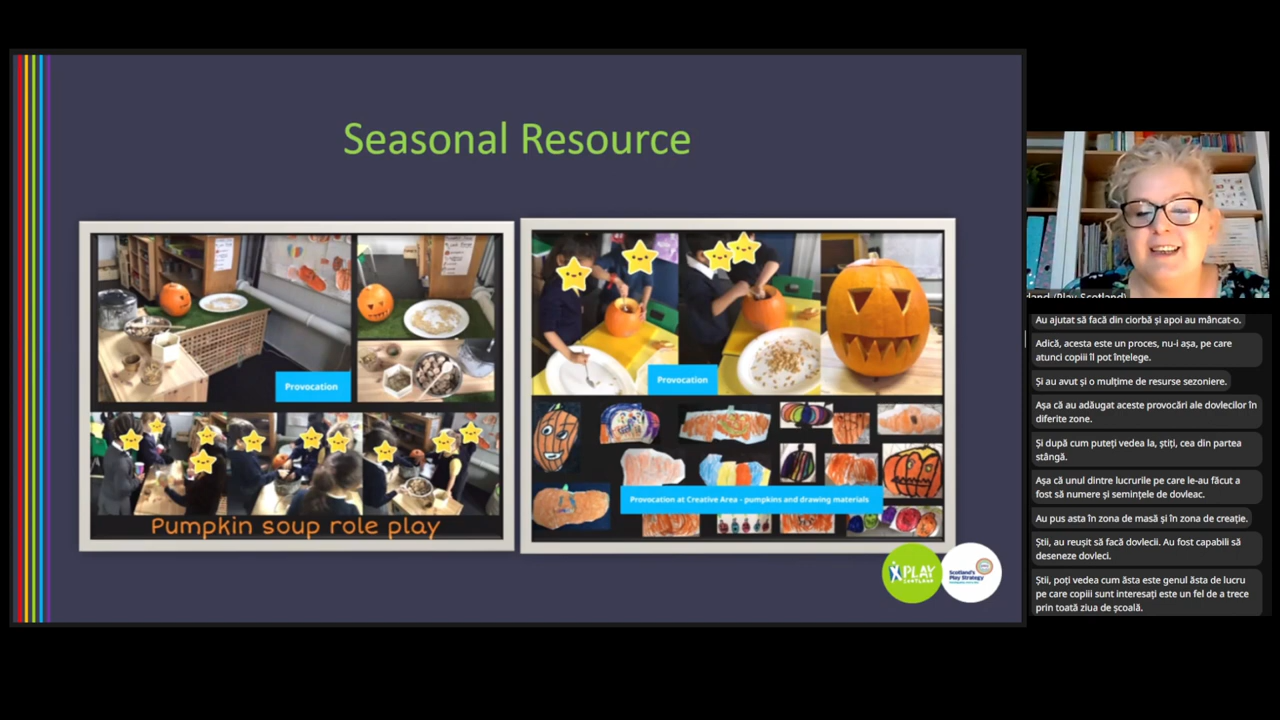 Seasonal Resource
Provocation
Pumpkin soup role play
Provocation
Provocation at Creative Area - pumpkins and drawing materials
PLAY
SCOTLAND
Scotland's
Play Strategy
land (Play Scotland)
Au ajutat să facă din ciorbă și apoi au mâncat-o.
Adică, acesta este un proces, nu-i așa, pe care
atunci copiii îl pot înțelege.
Și au avut și o mulțime de resurse sezoniere.
Așa că au adăugat aceste provocări ale dovlecilor în
diferite zone.
Și după cum puteți vedea la, știți, cea din partea
stângă.
Așa că unul dintre lucrurile pe care le-au făcut a
fost să numere și semințele de dovleac.
Au pus asta în zona de masă și în zona de creație.
Știi, au reușit să facă dovlecii. Au fost capabili să
deseneze dovleci.
Știi, poți vedea cum ăsta este genul ăsta de lucru
pe care copiii sunt interesați este un fel de a trece
prin toată ziua de școală.